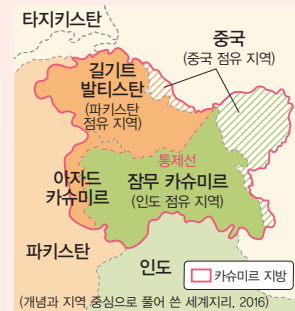 타지키스탄
중국
(중국 점유 지역)
길기트
발티스탄
(파키스탄
점유 지역)
통제선
아자드
카슈미르
잠무 카슈미르
(인도 점유 지역)
파키스탄
인도
카슈미르 지방
(개념과 지역 중심으로 풀어 쓴 세계지리, 2016)